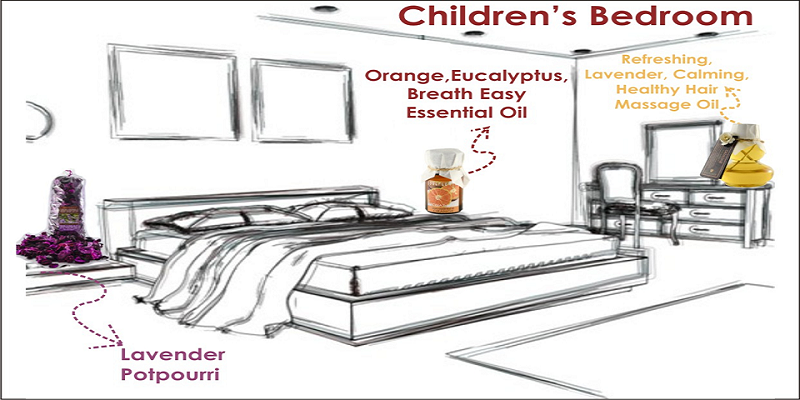 Children's Bedroom
Orange,Eucalyptus,
Breath Easy
Essential Oil
Refreshing,
Lavender, Calming,
Healthy Hair
Massage Oil
Lavender
Potpourri